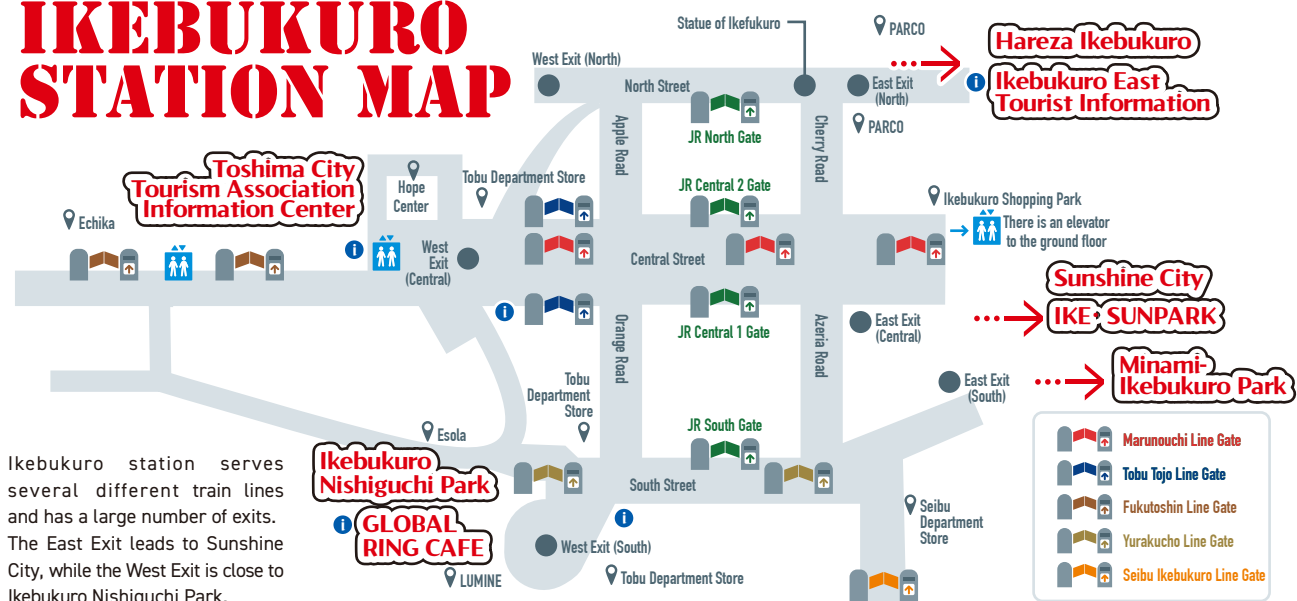 IKEBUKURO
STATION MAP
Statue of Ikefukuro
PARCO
Hareza Ikebukuro
Ikebukuro East
Tourist Information
West Exit (North)
North Street
East Exit
(North)
PARCO
JR North Gate
Apple Road
Cherry Road
Toshima City
Tourism Association
Information Center
Hope
Center
Tobu Department Store
JR Central 2 Gate
Ikebukuro Shopping Park
There is an elevator
to the ground floor
Echika
West
Exit
(Central)
Central Street
Sunshine City
IKE・SUNPARK
JR Central 1 Gate
East Exit
(Central)
Orange Road
Azeria Road
Minami-
Ikebukuro Park
East Exit
(South)
Tobu
Department
Store
Esola
JR South Gate
Ikebukuro
Nishiguchi Park
GLOBAL
RING CAFE
South Street
West Exit (South)
LUMINE
Tobu Department Store
Seibu
Department
Store
Marunouchi Line Gate
Tobu Tojo Line Gate
Fukutoshin Line Gate
Yurakucho Line Gate
Seibu Ikebukuro Line Gate
Ikebukuro station serves
several different train lines
and has a large number of exits.
The East Exit leads to Sunshine
City, while the West Exit is close to
Ikebukuro Nishiguchi Park.